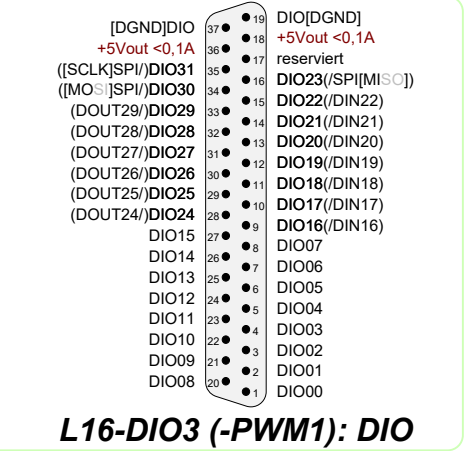 [DGND]DIO 37 19 DIO[DGND]
+5Vout <0,1A 36 18 +5Vout <0,1A
([SCLK]SPI/)DIO31 35 17 reserviert
([MOSI]SPI/)DIO30 34 16 DIO23(/SPI[MISO])
(DOUT29/)DIO29 33 15 DIO22(/DIN22)
(DOUT28/)DIO28 32 14 DIO21(/DIN21)
(DOUT27/)DIO27 31 13 DIO20(/DIN20)
(DOUT26/)DIO26 30 12 DIO19(/DIN19)
(DOUT25/)DIO25 29 11 DIO18(/DIN18)
(DOUT24/)DIO24 28 10 DIO17(/DIN17)
DIO15 27 9 DIO16(/DIN16)
DIO14 26 8 DIO07
DIO13 25 7 DIO06
DIO12 24 6 DIO05
DIO11 23 5 DIO04
DIO10 22 4 DIO03
DIO09 21 3 DIO02
DIO08 20 2 DIO01
1 DIO00
L16-DIO3 (-PWM1): DIO